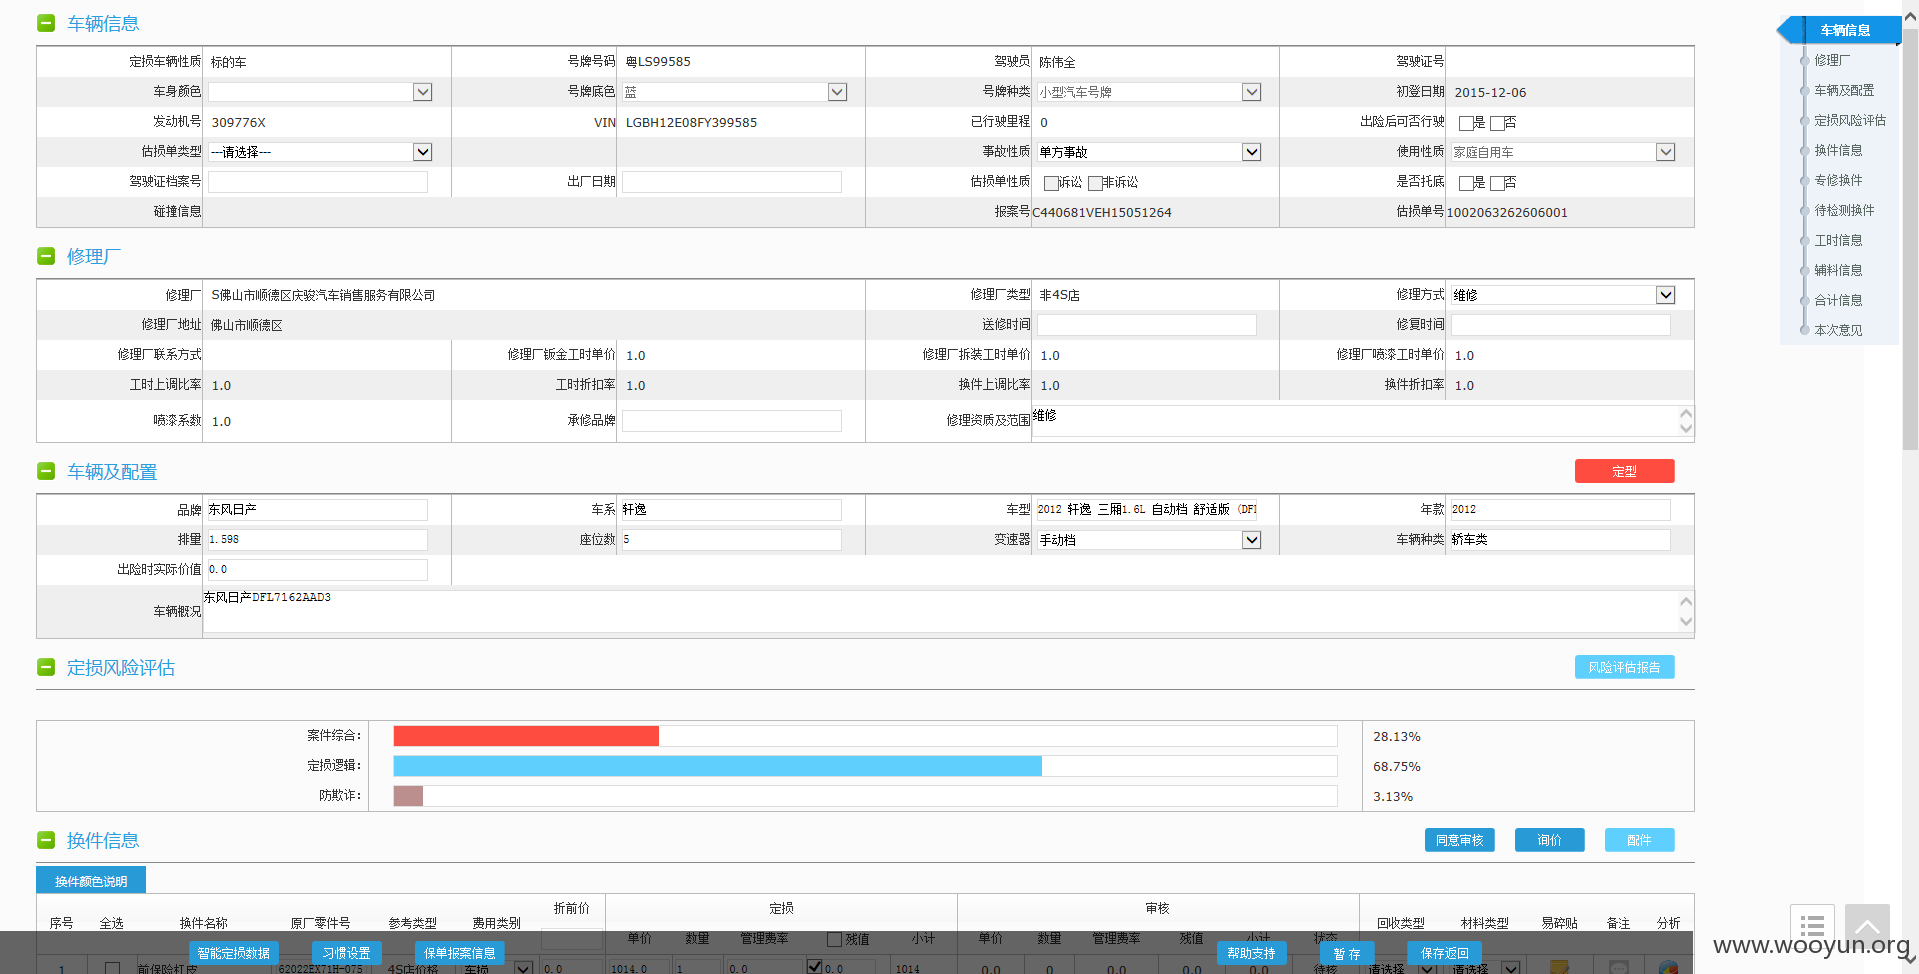 车辆信息
定损车辆性质 标的车 号牌号码 粤LS99585 驾驶员 陈伟全 驾驶证号
车身颜色 号牌底色 蓝 号牌种类 小型汽车号牌 初登日期 2015-12-06
发动机号 309776X VIN LGBH12E08FY399585 已行驶里程 0 出险后可否行驶 是 否
估损单类型 ---请选择--- 事故性质 单方事故 使用性质 家庭自用车
驾驶证档案号 出厂日期 估损单性质 诉讼 非诉讼 是否托底 是 否
碰撞信息 报案号 C440681VEH15051264 估损单号 1002063262606001
修理厂
修理厂 S佛山市顺德区庆骏汽车销售服务有限公司 修理厂类型 非4S店 修理方式 维修
修理厂地址 佛山市顺德区 送修时间 修复时间
修理厂联系方式 修理厂钣金工时单价 1.0 修理厂拆装工时单价 1.0 修理厂喷漆工时单价 1.0
工时上调比率 1.0 工时折扣率 1.0 换件上调比率 1.0 换件折扣率 1.0
喷漆系数 1.0 承修品牌 修理资质及范围 维修
车辆及配置 定型
品牌 东风日产 车系 轩逸 车型 2012 轩逸 三厢1.6L 自动档 舒适版 (DFI 年款 2012
排量 1.598 座位数 5 变速器 手动档 车辆种类 轿车类
出险时实际价值 0.0
车辆概况 东风日产DFL7162AAD3
定损风险评估 风险评估报告
案件综合： 28.13%
定损逻辑： 68.75%
防欺诈： 3.13%
换件信息 同意审核 询价 配件
换件颜色说明
序号 全选 换件名称 原厂零件号 参考类型 费用类别 折前价 定损 审核 回收类型 材料类型 易碎贴 备注 分析
单价 数量 管理费率 残值 小计 单价 数量 管理费率 残值 小计 状态
智能定损数据 习惯设置 保单报案信息 帮助支持 暂 存 保存返回
1 前保险杠皮 62022EX71H-075 4S店价格 车损 0.0 1014.0 1 0.0 0.0 1014 0.0 0 0.0 0.0 0.0 待核 请选择 请选择
车辆信息
修理厂
车辆及配置
定损风险评估
换件信息
专修换件
待检测换件
工时信息
辅料信息
合计信息
本次意见
www.wooyun.org